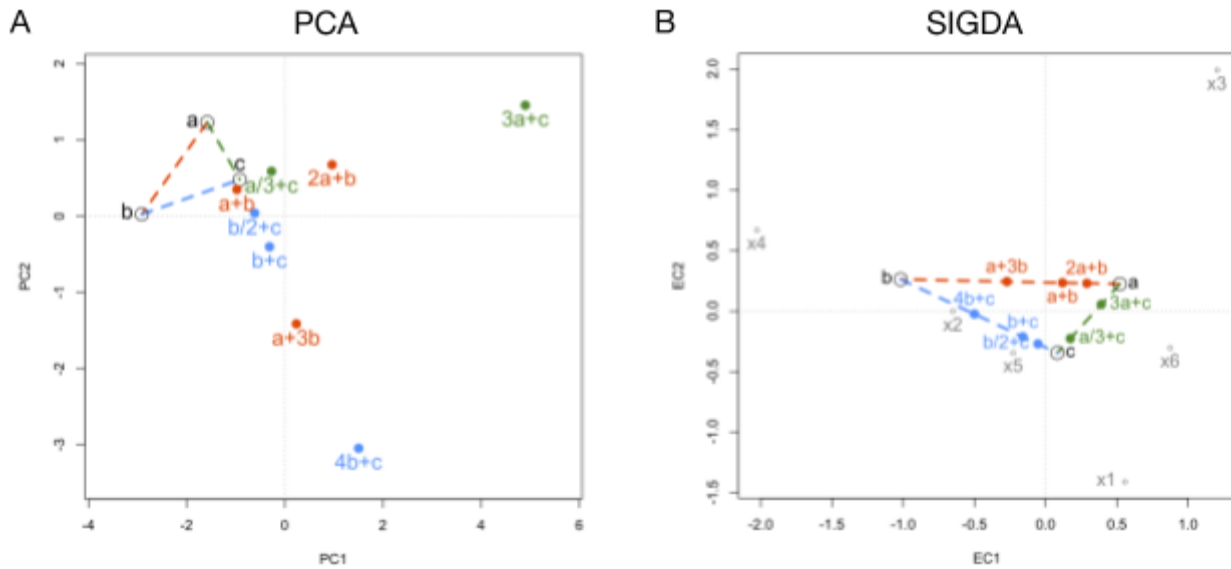 A
PCA
PC2
2
1
0
-1
-2
-3
a
b
c
3a+c
2a+b
a/3+c
a+b
b/2+c
b+c
a+3b
4b+c
-4
-2
0
2
4
6
PC1
B
SIGDA
EC2
2.0
1.5
1.0
0.5
0.0
-0.5
-1.0
-1.5
x3
x4
b
a+3b
2a+b
a
a+b
3a+c
4b+c
x2
b+c
a/3+c
b/2+c
c
x5
x6
x1
-2.0
-1.0
-0.5
0.0
0.5
1.0
EC1